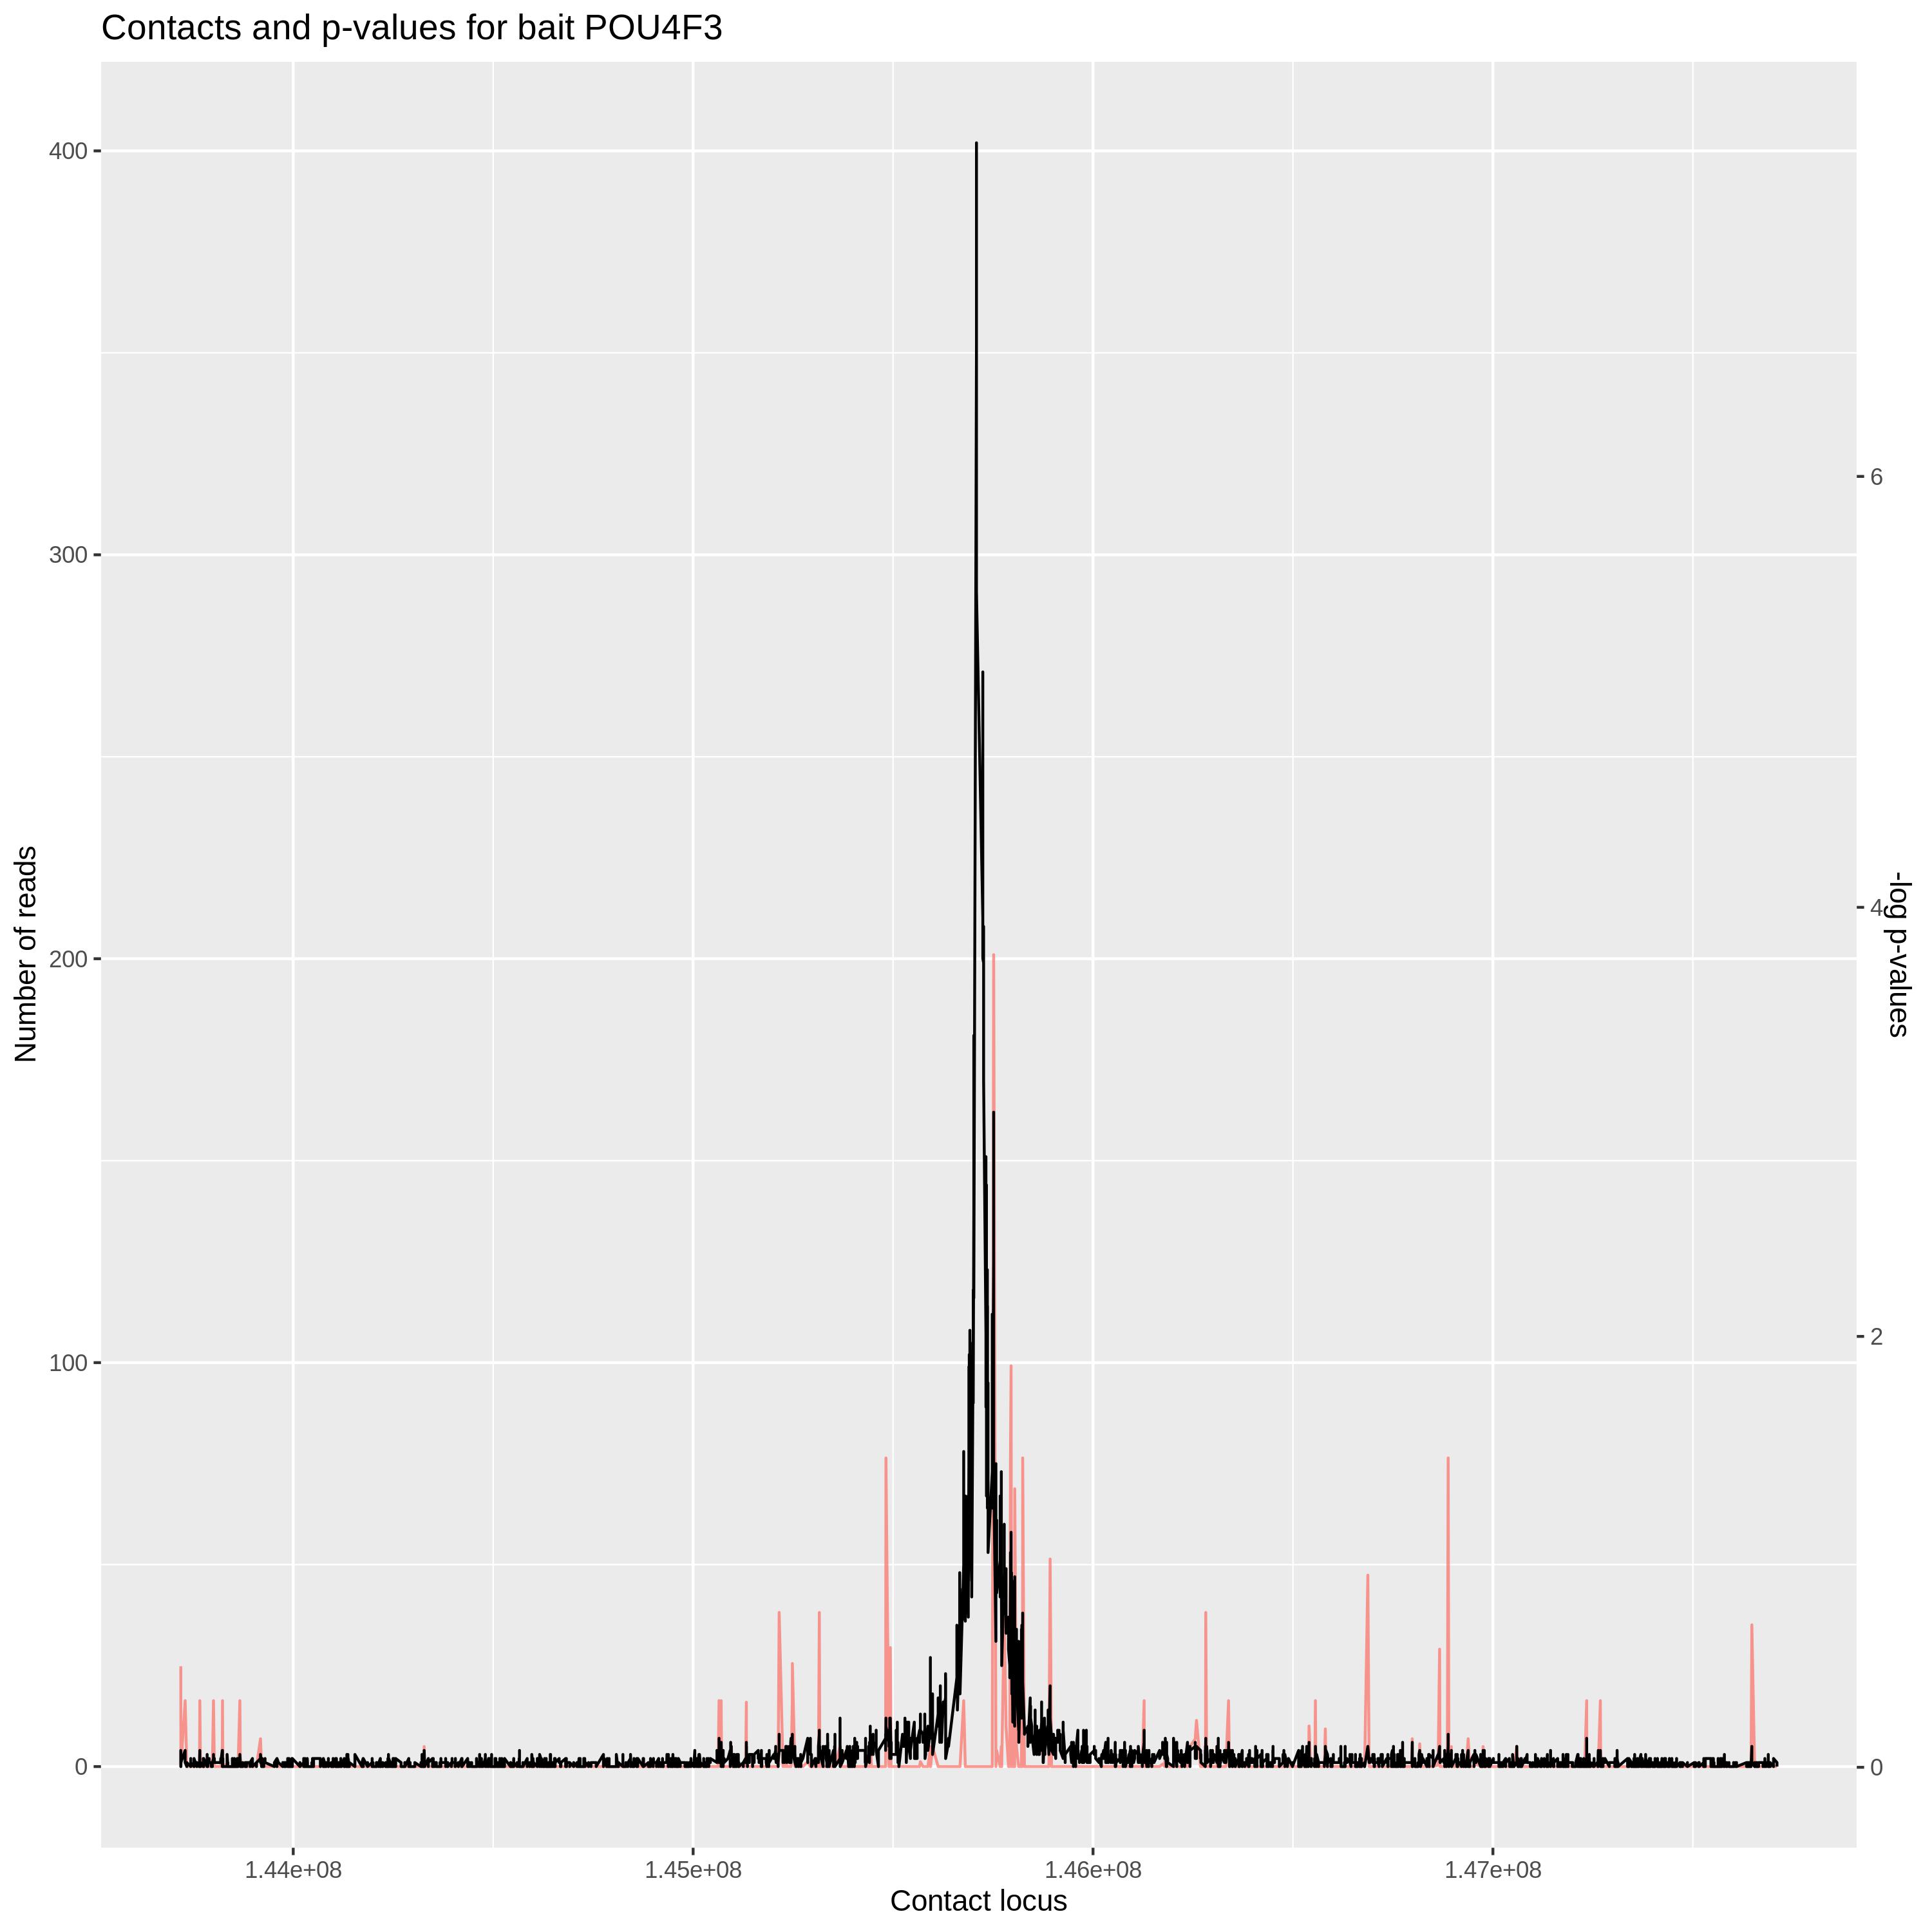 Contacts and p-values for bait POU4F3
400
300
200
100
0
Number of reads
6
4
2
0
-log p-values
1.44e+08
1.45e+08
1.46e+08
1.47e+08
Contact locus